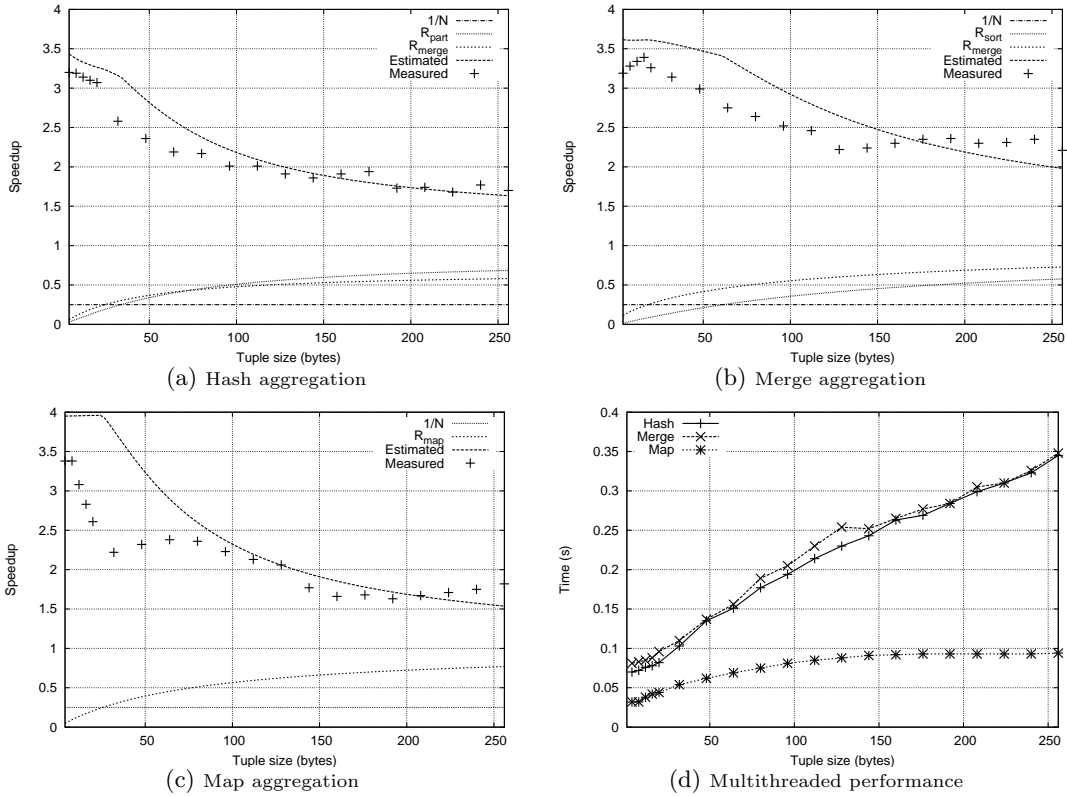 4
3.5
3
2.5
2
1.5
1
0.5
0
Speedup
50
100
150
200
250
Tuple size (bytes)
1/N
R_part
R_merge
Estimated
Measured
(a) Hash aggregation
4
3.5
3
2.5
2
1.5
1
0.5
0
Speedup
50
100
150
200
250
Tuple size (bytes)
1/N
R_sort
R_merge
Estimated
Measured
(b) Merge aggregation
4
3.5
3
2.5
2
1.5
1
0.5
0
Speedup
50
100
150
200
250
Tuple size (bytes)
1/N
R_map
Estimated
Measured
(c) Map aggregation
0.4
0.35
0.3
0.25
0.2
0.15
0.1
0.05
0
Time (s)
50
100
150
200
250
Tuple size (bytes)
Hash
Merge
Map
(d) Multithreaded performance